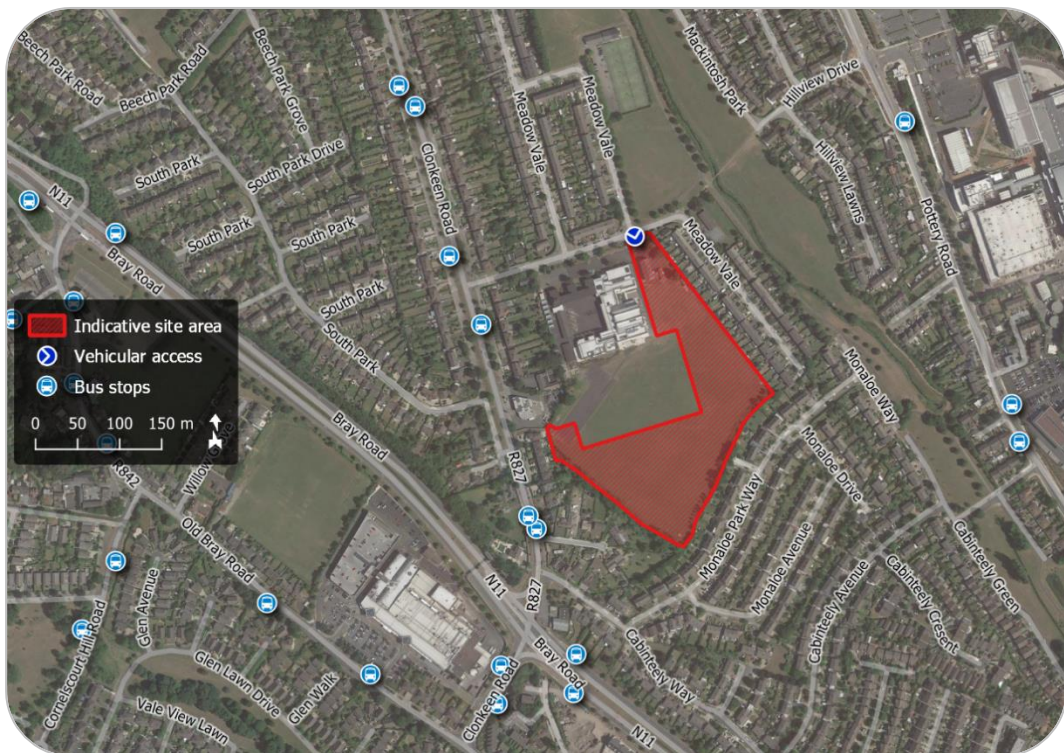 Beech Park Road
Beech Park Road
Beech Park Grove
South Park
South Park Drive
South Park
South Park
South Park
South Park
Clonkeen Road
Meadow Vale
Meadow Vale
Mackintosh Park
Hillview Drive
Hillview Lawns
Pottery Road
Meadow Vale
N11
Bray Road
Indicative site area
Vehicular access
Bus stops
0 50 100 150 m
R842
Willow Grove
Bray Road
R827
Monaloe Way
Monaloe Drive
Monaloe Park Way
Monaloe Avenue
Cabinteely Avenue
Cabinteely Green
Cabinteely Cresent
Old Bray Road
Glen Avenue
Cornelscourt Hill Road
Glen Lawn Drive
Glen Walk
Vale View Lawn
N11
R827
Bray Road
Clonkeen Road
Cabinteely Way
N11